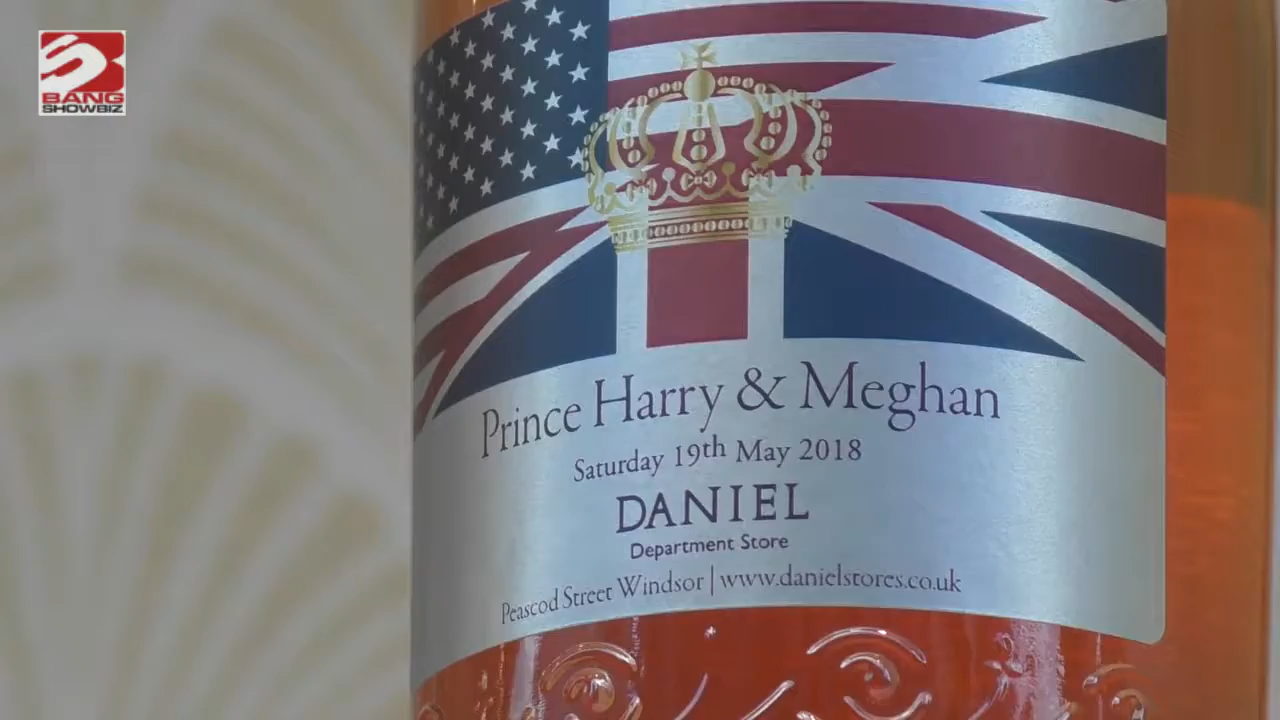 BANG
SHOWBIZ
Prince Harry & Meghan
Saturday 19th May 2018
DANIEL
Department Store
Peascod Street Windsor | www.danielstores.co.uk